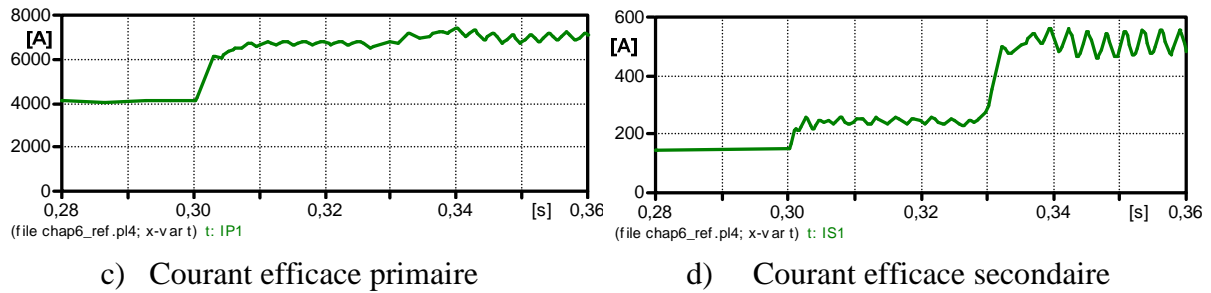 8000
[A]
6000
4000
2000
0
0,28
0,30
0,32
0,34
[s]
0,36
(file chap6_ref.pl4; x-var t) t: IP1
c) Courant efficace primaire
600
[A]
400
200
0
0,28
0,30
0,32
0,34
[s]
0,36
(file chap6_ref.pl4; x-var t) t: IS1
d) Courant efficace secondaire